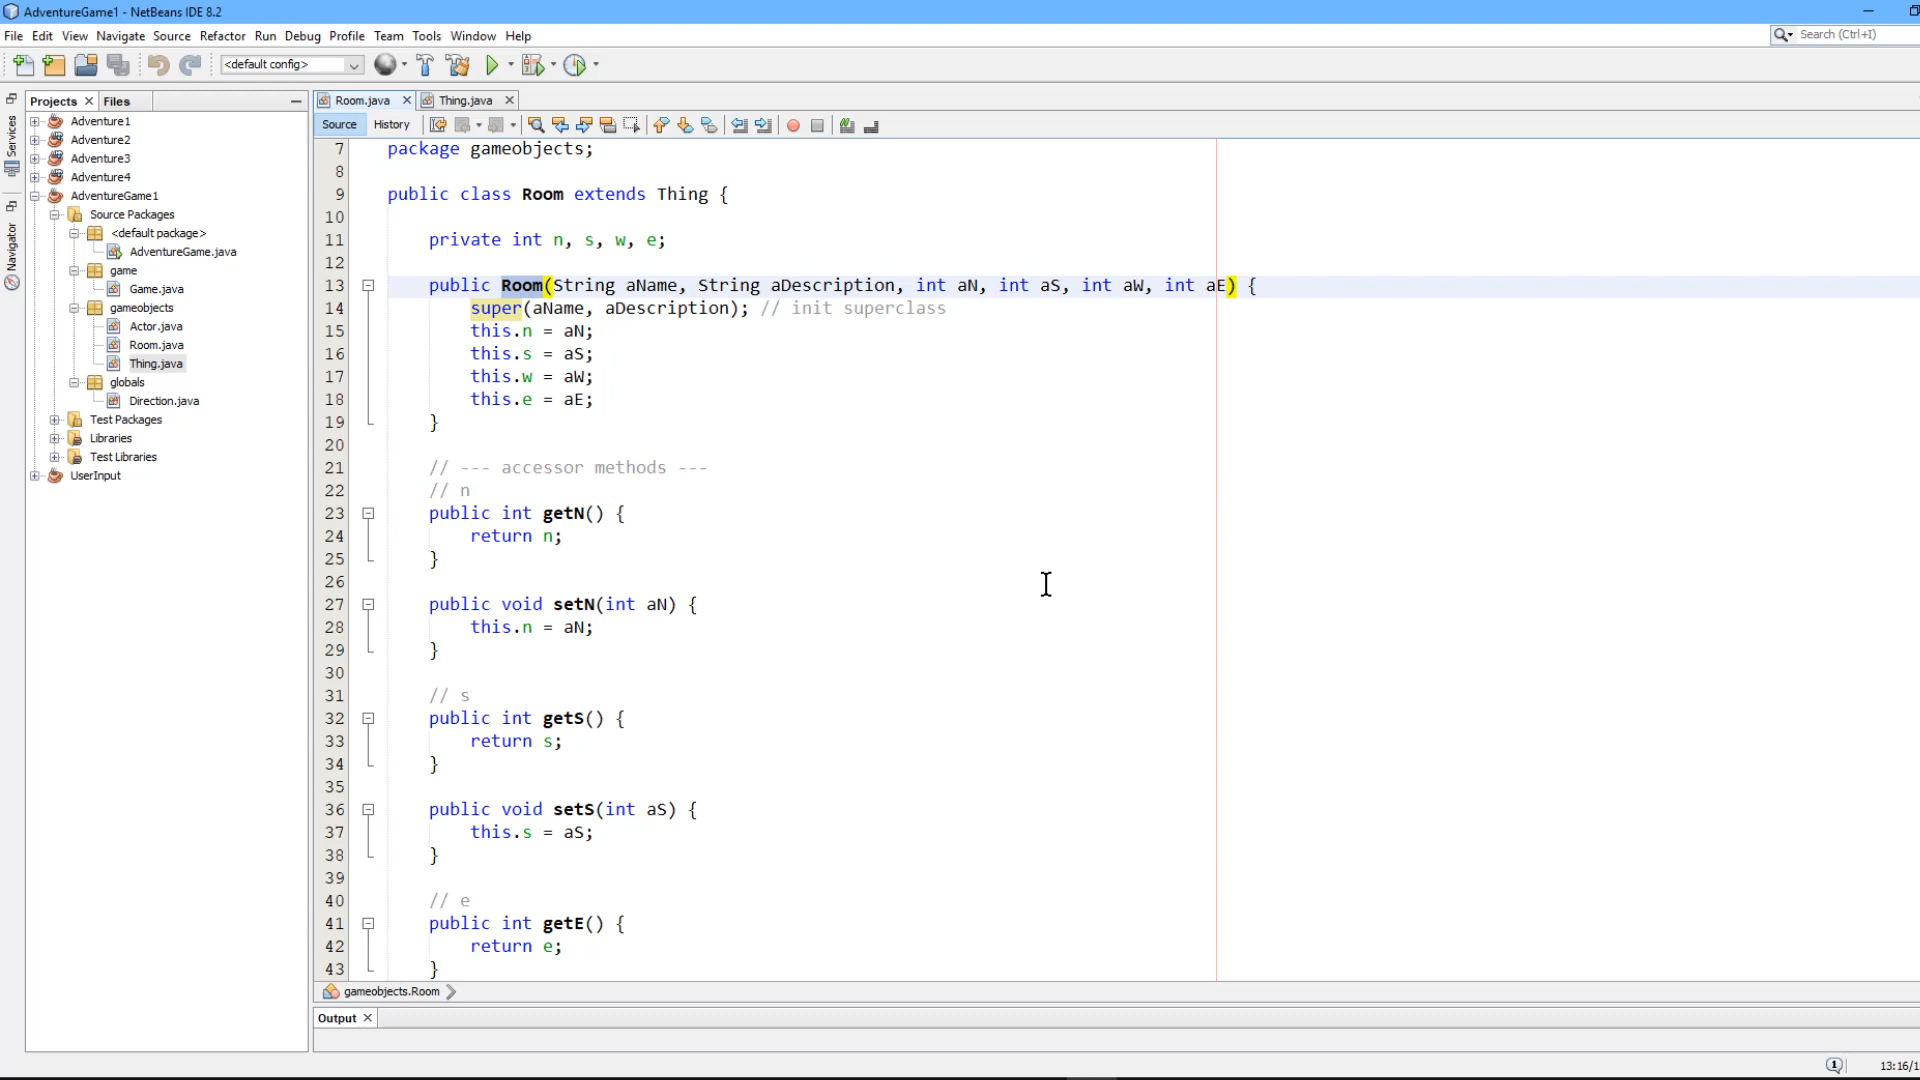 AdventureGame1 - NetBeans IDE 8.2
File Edit View Navigate Source Refactor Run Debug Profile Team Tools Window Help
Search (Ctrl+I)
<default config>
Projects Files
Services
Navigator
Adventure1
Adventure2
Adventure3
Adventure4
AdventureGame1
Source Packages
<default package>
AdventureGame.java
game
Game.java
gameobjects
Actor.java
Room.java
Thing.java
globals
Direction.java
Test Packages
Libraries
Test Libraries
UserInput
Room.java Thing.java
Source History
7 package gameobjects;
8
9 public class Room extends Thing {
10
11 private int n, s, w, e;
12
13 public Room(String aName, String aDescription, int aN, int aS, int aW, int aE) {
14 super(aName, aDescription); // init superclass
15 this.n = aN;
16 this.s = aS;
17 this.w = aW;
18 this.e = aE;
19 }
20
21 // --- accessor methods ---
22 // n
23 public int getN() {
24 return n;
25 }
26
27 public void setN(int aN) {
28 this.n = aN;
29 }
30
31 // s
32 public int getS() {
33 return s;
34 }
35
36 public void setS(int aS) {
37 this.s = aS;
38 }
39
40 // e
41 public int getE() {
42 return e;
43 }
gameobjects.Room
Output
1
13:16/1